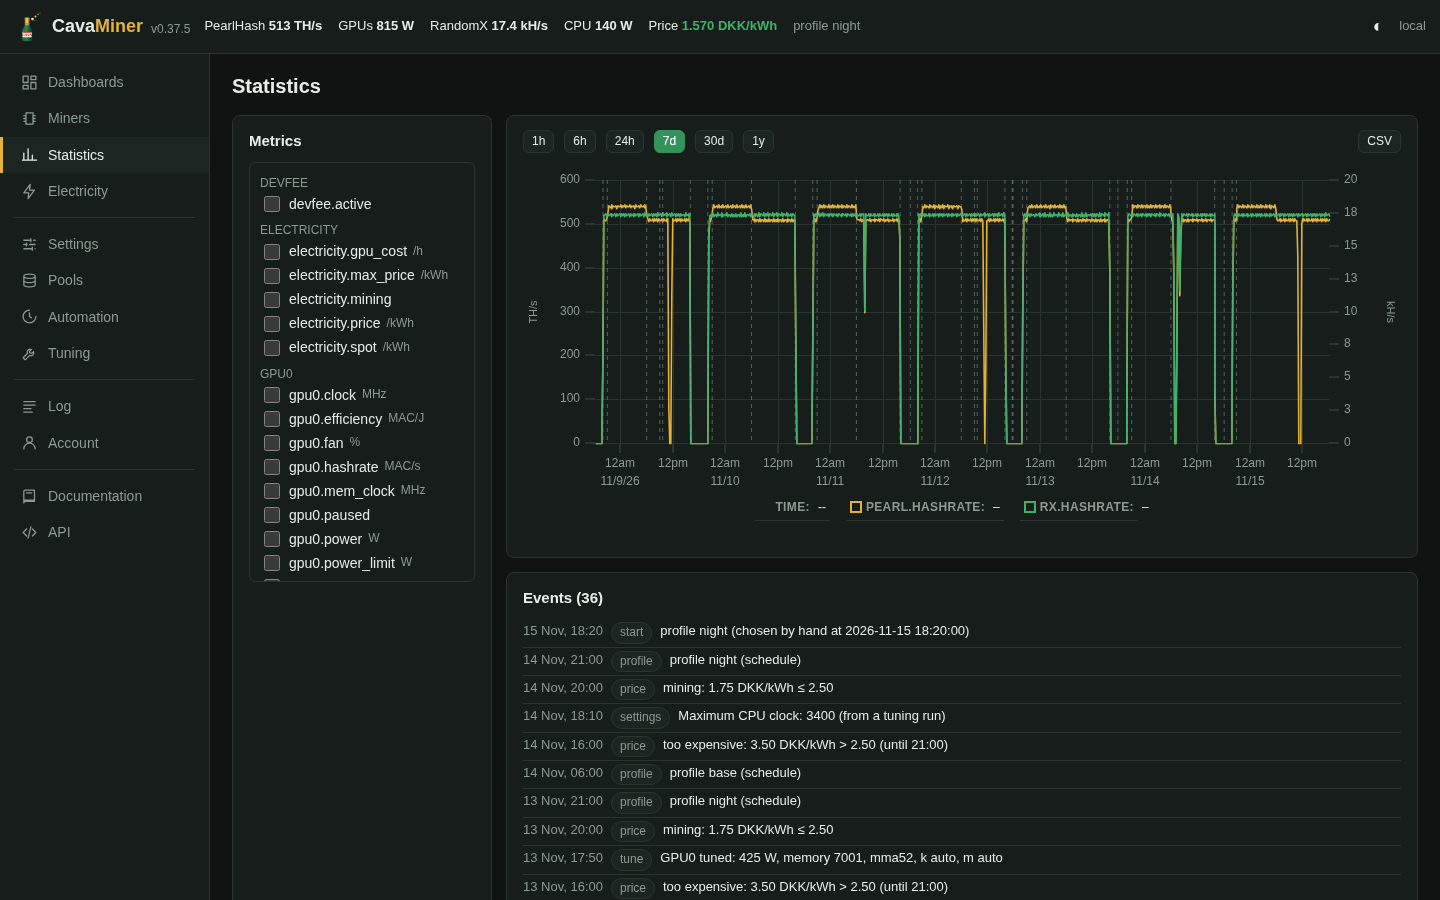 CavaMiner v0.37.5 PearlHash 513 TH/s GPUs 815 W RandomX 17.4 kH/s CPU 140 W Price 1.570 DKK/kWh profile night local
Dashboards
Miners
Statistics
Electricity
Settings
Pools
Automation
Tuning
Log
Account
Documentation
API
Statistics
Metrics
DEVFEE
devfee.active
ELECTRICITY
electricity.gpu_cost /h
electricity.max_price /kWh
electricity.mining
electricity.price /kWh
electricity.spot /kWh
GPU0
gpu0.clock MHz
gpu0.efficiency MAC/J
gpu0.fan %
gpu0.hashrate MAC/s
gpu0.mem_clock MHz
gpu0.paused
gpu0.power W
gpu0.power_limit W
1h 6h 24h 7d 30d 1y CSV
600 20
500 18
15
400 13
300 10
TH/s kH/s
200 8
5
100 3
0 0
12am 12pm 12am 12pm 12am 12pm 12am 12pm 12am 12pm 12am 12pm 12am 12pm
11/9/26 11/10 11/11 11/12 11/13 11/14 11/15
TIME: -- PEARL.HASHRATE: – RX.HASHRATE: –
Events (36)
15 Nov, 18:20 start profile night (chosen by hand at 2026-11-15 18:20:00)
14 Nov, 21:00 profile profile night (schedule)
14 Nov, 20:00 price mining: 1.75 DKK/kWh ≤ 2.50
14 Nov, 18:10 settings Maximum CPU clock: 3400 (from a tuning run)
14 Nov, 16:00 price too expensive: 3.50 DKK/kWh > 2.50 (until 21:00)
14 Nov, 06:00 profile profile base (schedule)
13 Nov, 21:00 profile profile night (schedule)
13 Nov, 20:00 price mining: 1.75 DKK/kWh ≤ 2.50
13 Nov, 17:50 tune GPU0 tuned: 425 W, memory 7001, mma52, k auto, m auto
13 Nov, 16:00 price too expensive: 3.50 DKK/kWh > 2.50 (until 21:00)